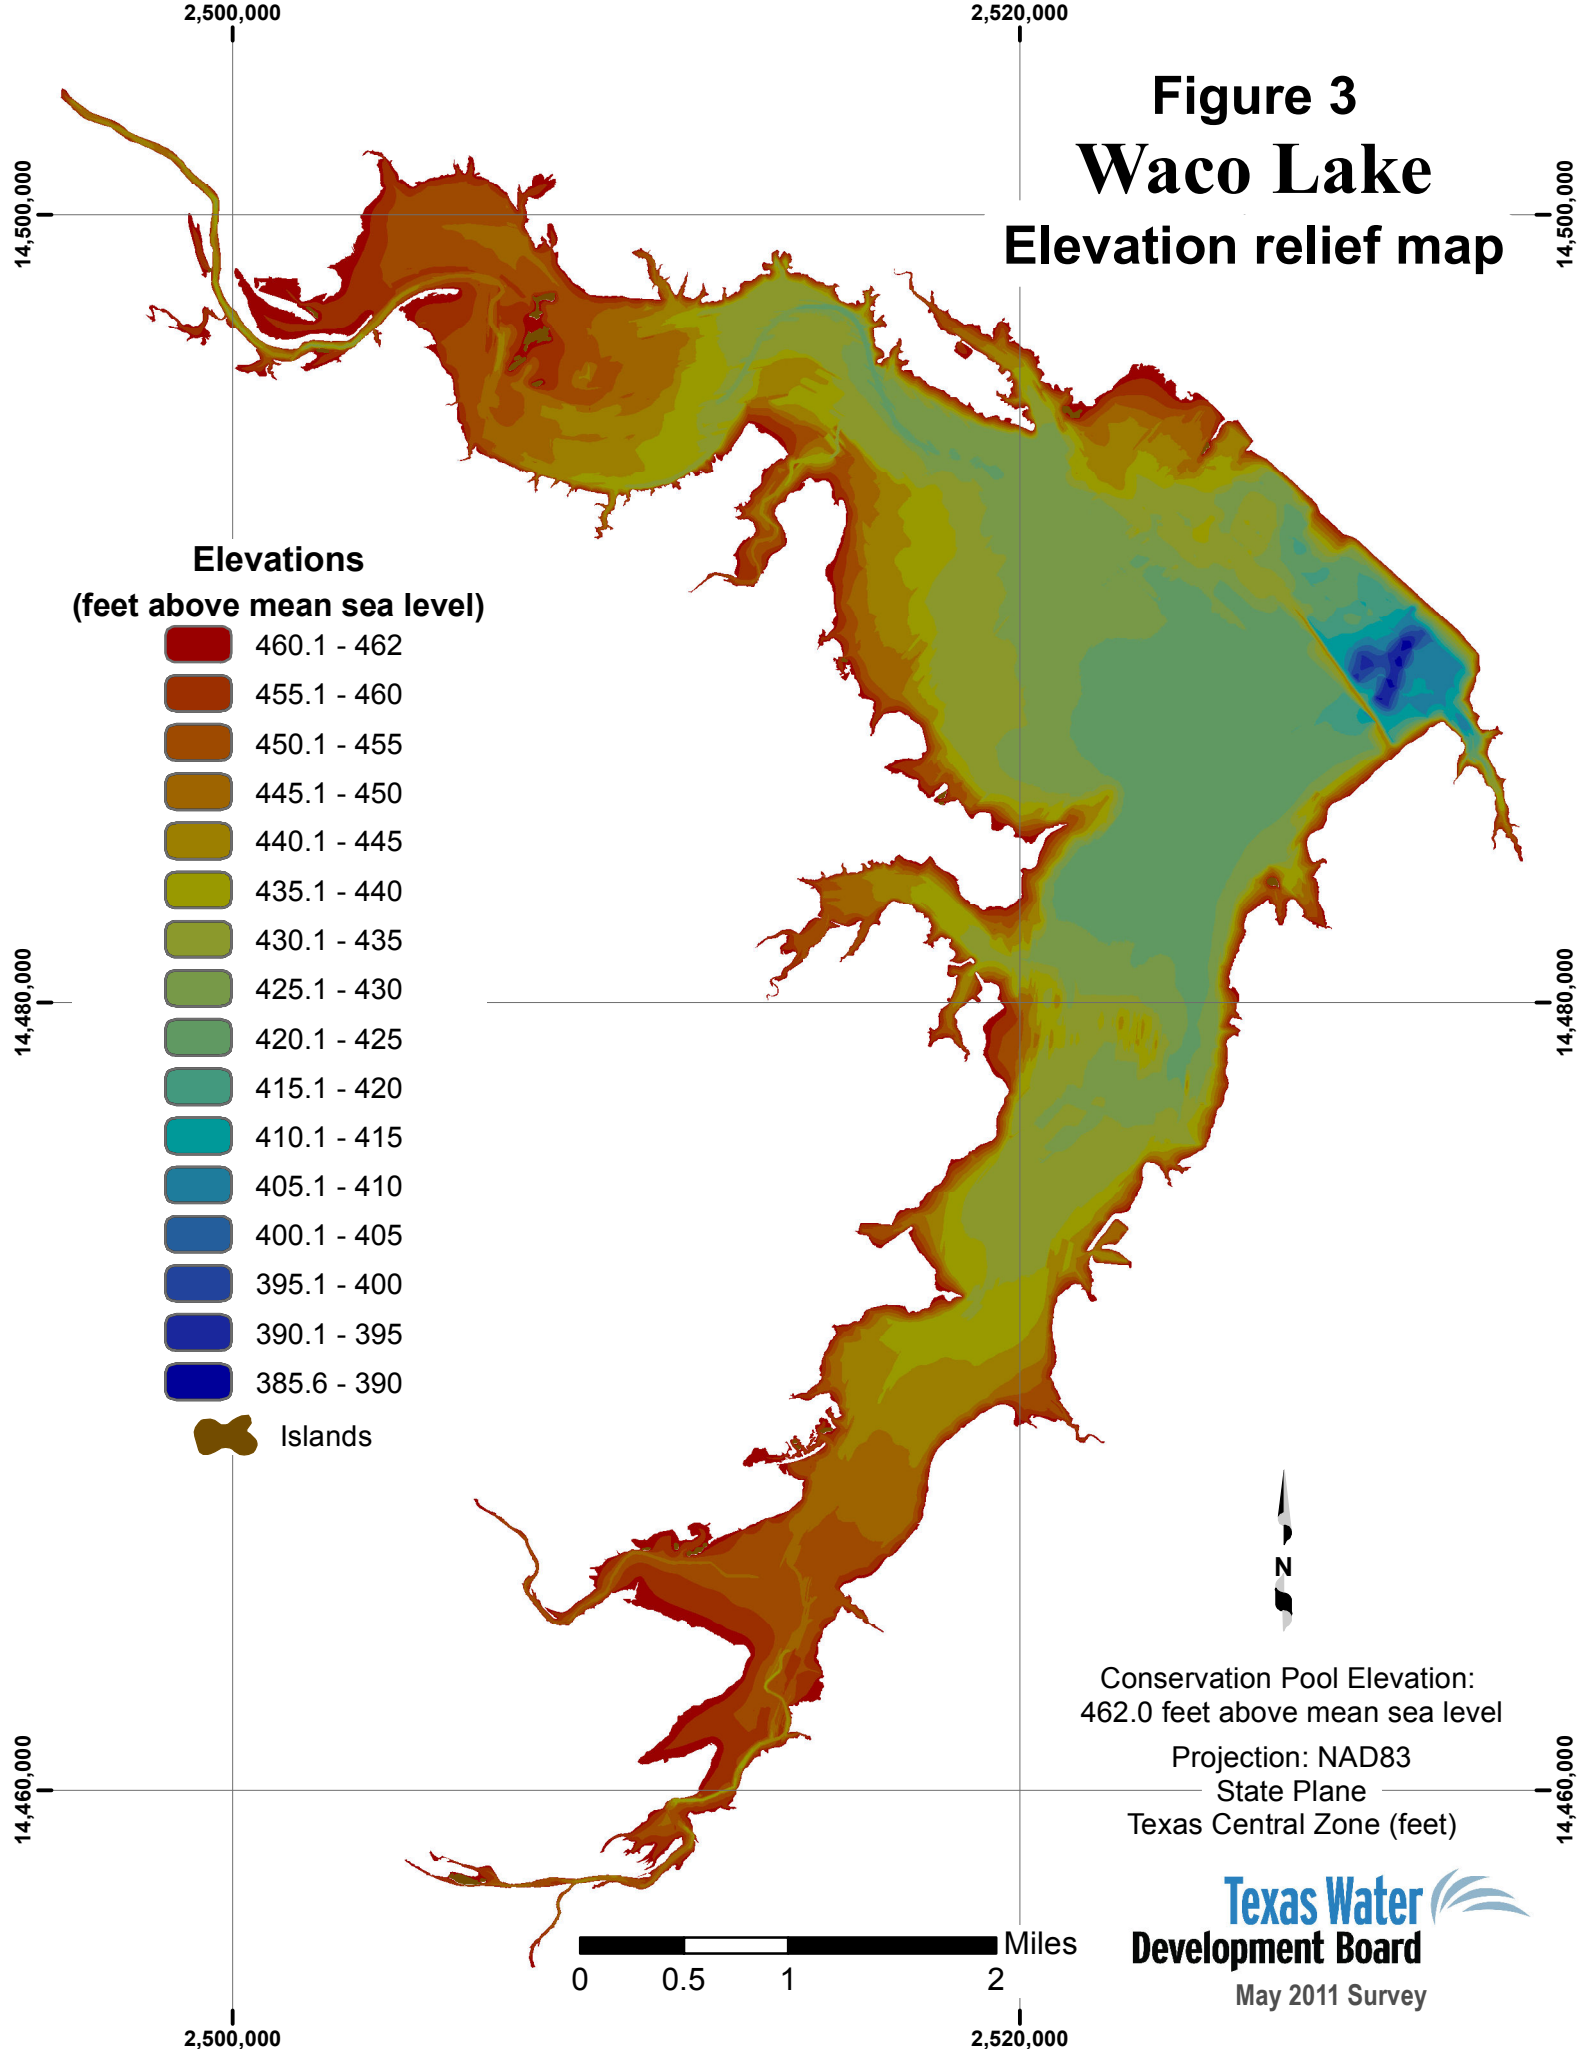 2,500,000
2,520,000
Figure 3
Waco Lake
Elevation relief map
14,500,000
14,500,000
Elevations
(feet above mean sea level)
460.1 - 462
455.1 - 460
450.1 - 455
445.1 - 450
440.1 - 445
435.1 - 440
430.1 - 435
425.1 - 430
420.1 - 425
415.1 - 420
410.1 - 415
405.1 - 410
400.1 - 405
395.1 - 400
390.1 - 395
385.6 - 390
Islands
14,480,000
14,480,000
N
Conservation Pool Elevation:
462.0 feet above mean sea level
Projection: NAD83
State Plane
Texas Central Zone (feet)
14,460,000
14,460,000
Texas Water
Development Board
May 2011 Survey
Miles
0 0.5 1 2
2,500,000
2,520,000